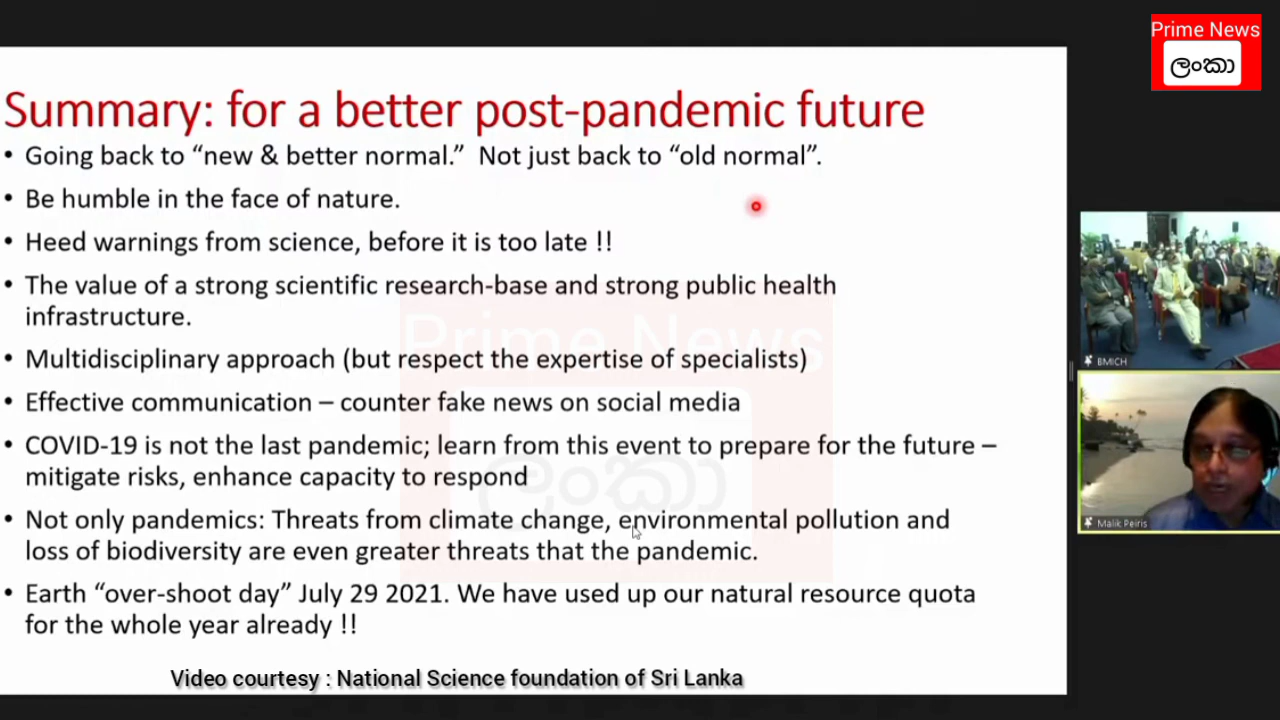 Prime News
ලංකා
Summary: for a better post-pandemic future
• Going back to “new & better normal.” Not just back to “old normal”.
• Be humble in the face of nature.
• Heed warnings from science, before it is too late !!
• The value of a strong scientific research-base and strong public health
infrastructure.
• Multidisciplinary approach (but respect the expertise of specialists)
• Effective communication – counter fake news on social media
• COVID-19 is not the last pandemic; learn from this event to prepare for the future –
mitigate risks, enhance capacity to respond
• Not only pandemics: Threats from climate change, environmental pollution and
loss of biodiversity are even greater threats that the pandemic.
• Earth “over-shoot day” July 29 2021. We have used up our natural resource quota
for the whole year already !!
Prime News
ලංකා
BMICH
Malik Peiris
Video courtesy : National Science foundation of Sri Lanka